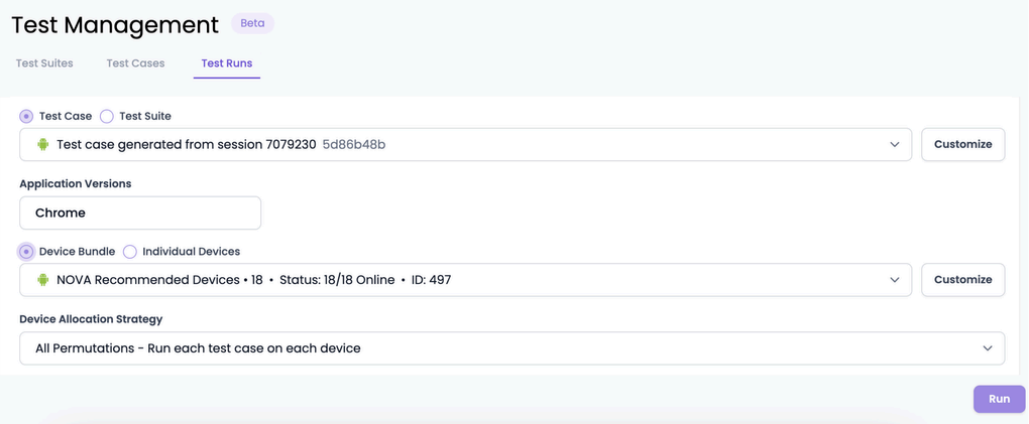 Test Management Beta
Test Suites Test Cases Test Runs
Test Case Test Suite
Test case generated from session 7079230 5d86b48b
Customize
Application Versions
Chrome
Device Bundle Individual Devices
NOVA Recommended Devices • 18 • Status: 18/18 Online • ID: 497
Customize
Device Allocation Strategy
All Permutations - Run each test case on each device
Run